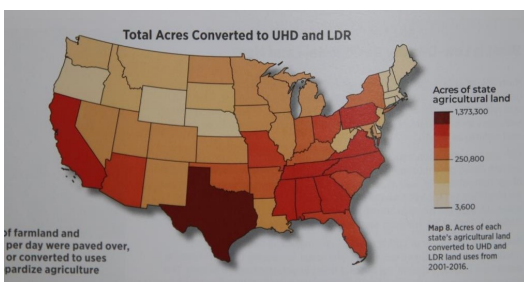 Total Acres Converted to UHD and LDR
Acres of state
agricultural land
1,373,300
250,800
3,600
Map 8. Acres of each
state's agricultural land
converted to UHD and
LDR land uses from
2001-2016.
of farmland and
per day were paved over,
or converted to uses
pardize agriculture